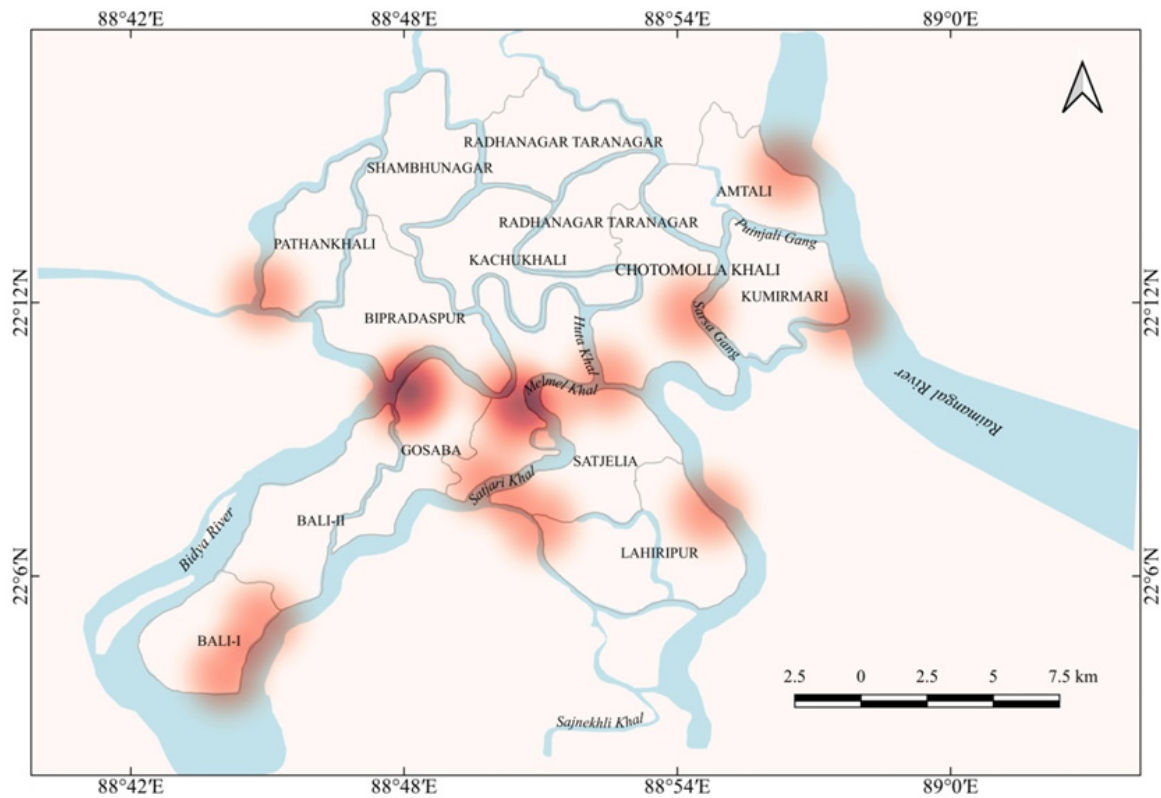 88°42'E 88°48'E 88°54'E 89°0'E
RADHANAGAR TARANAGAR
SHAMBHUNAGAR
AMTALI
RADHANAGAR TARANAGAR
Puinjali Gang
PATHANKHALI
KACHUKHALI
CHOTOMOLLA KHALI
KUMIRMARI
22°12'N 22°12'N
BIPRADASPUR
Hura Khal
Sarsa Gang
Melmel Khal
Raimangal River
GOSABA
SATJELIA
Satjari Khal
BALI-II
Bidya River
LAHIRIPUR
22°6'N 22°6'N
BALI-I
2.5 0 2.5 5 7.5 km
Sajnekhli Khal
88°42'E 88°48'E 88°54'E 89°0'E